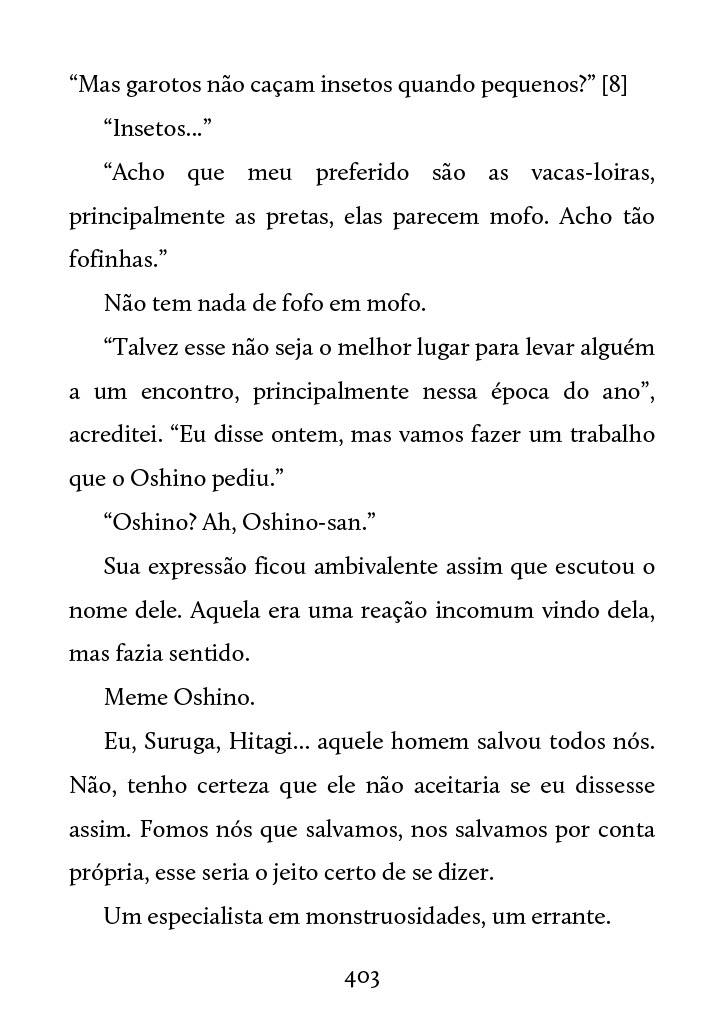 “Mas garotos não caçam insetos quando pequenos?” [8]
“Insetos...”
“Acho que meu preferido são as vacas-loiras,
principalmente as pretas, elas parecem mofo. Acho tão
fofinhas.”
Não tem nada de fofo em mofo.
“Talvez esse não seja o melhor lugar para levar alguém
a um encontro, principalmente nessa época do ano”,
acreditei. “Eu disse ontem, mas vamos fazer um trabalho
que o Oshino pediu.”
“Oshino? Ah, Oshino-san.”
Sua expressão ficou ambivalente assim que escutou o
nome dele. Aquela era uma reação incomum vindo dela,
mas fazia sentido.
Meme Oshino.
Eu, Suruga, Hitagi... aquele homem salvou todos nós.
Não, tenho certeza que ele não aceitaria se eu dissesse
assim. Fomos nós que salvamos, nos salvamos por conta
própria, esse seria o jeito certo de se dizer.
Um especialista em monstruosidades, um errante.
403